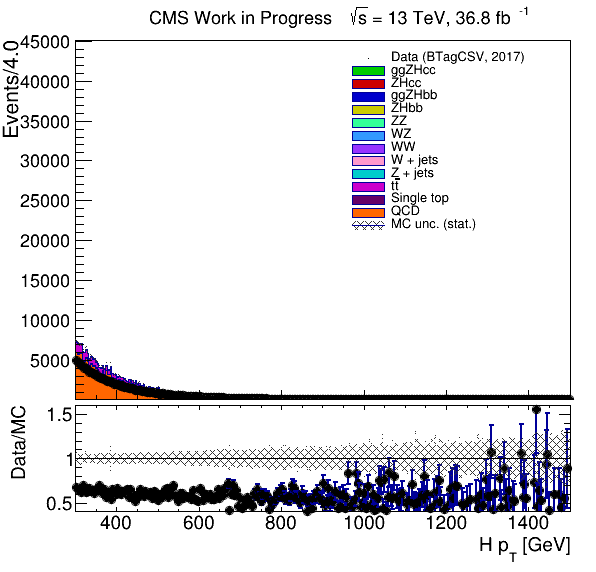 CMS Work in Progress √s = 13 TeV, 36.8 fb⁻¹
Events/4.0
45000
40000
35000
30000
25000
20000
15000
10000
5000
Data (BTagCSV, 2017)
ggZHcc
ZHcc
ggZHbb
ZHbb
ZZ
WZ
WW
W + jets
Z + jets
tt̄
Single top
QCD
MC unc. (stat.)
Data/MC
1.5
1
0.5
400 600 800 1000 1200 1400
H p_T [GeV]